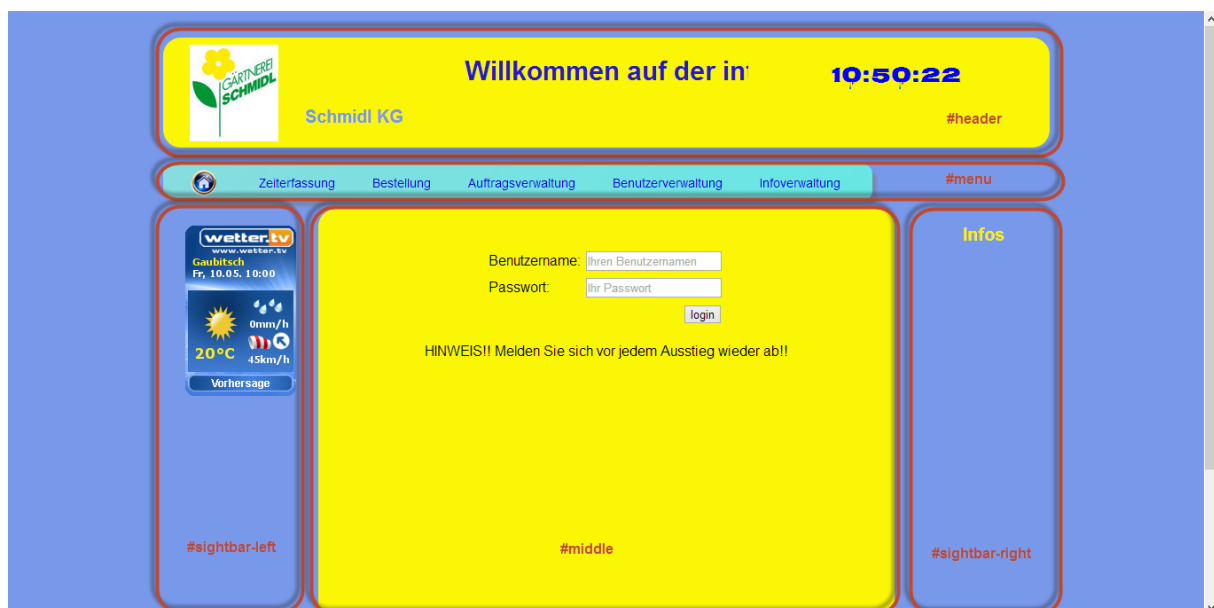 GÄRTNEREI
SCHMIDL
Willkommen auf der in
10:50:22
Schmidl KG
#header
Zeiterfassung Bestellung Auftragsverwaltung Benutzerverwaltung Infoverwaltung
#menu
wetter.tv
www.wetter.tv
Gaubitsch
Fr, 10.05. 10:00
0mm/h
20°C
45km/h
Vorhersage
#sightbar-left
Benutzername: Ihren Benutzernamen
Passwort: Ihr Passwort
login
HINWEIS!! Melden Sie sich vor jedem Ausstieg wieder ab!!
#middle
Infos
#sightbar-right